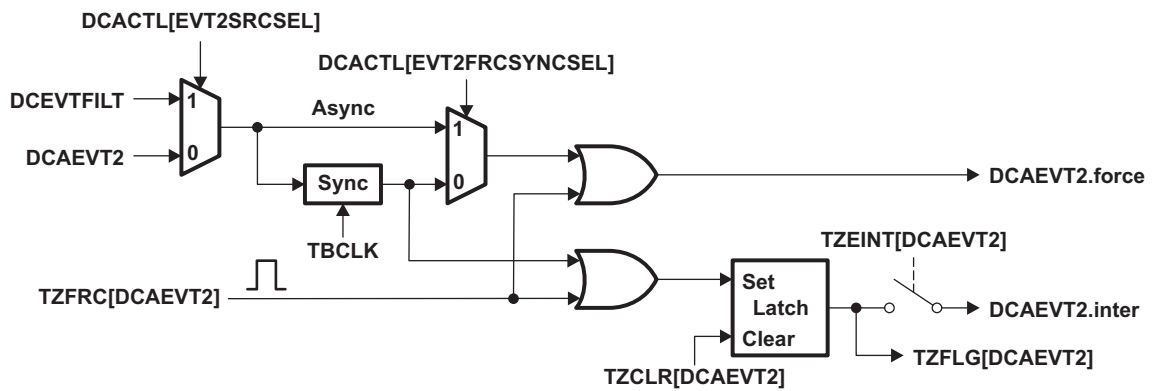 DCACTL[EVT2SRCSEL]
DCACTL[EVT2FRCSYNCSEL]
DCEVTFILT
1
Async
1
DCAEVT2
0
Sync
0
DCAEVT2.force
TBCLK
TZEINT[DCAEVT2]
TZFRC[DCAEVT2]
Set
Latch
DCAEVT2.inter
Clear
TZFLG[DCAEVT2]
TZCLR[DCAEVT2]